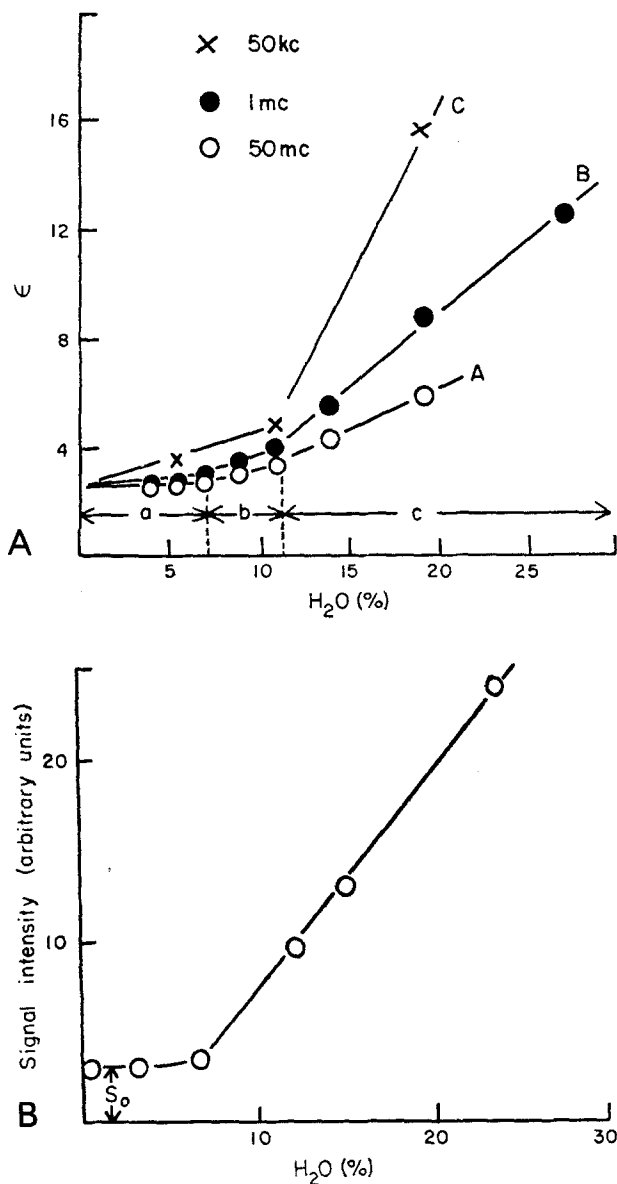 × 50kc
● 1mc
○ 50mc
C
B
A
16
12
8
4
ϵ
a
b
c
5
10
15
20
25
H₂O (%)
A
Signal intensity (arbitrary units)
20
10
S₀
10
20
30
H₂O (%)
B